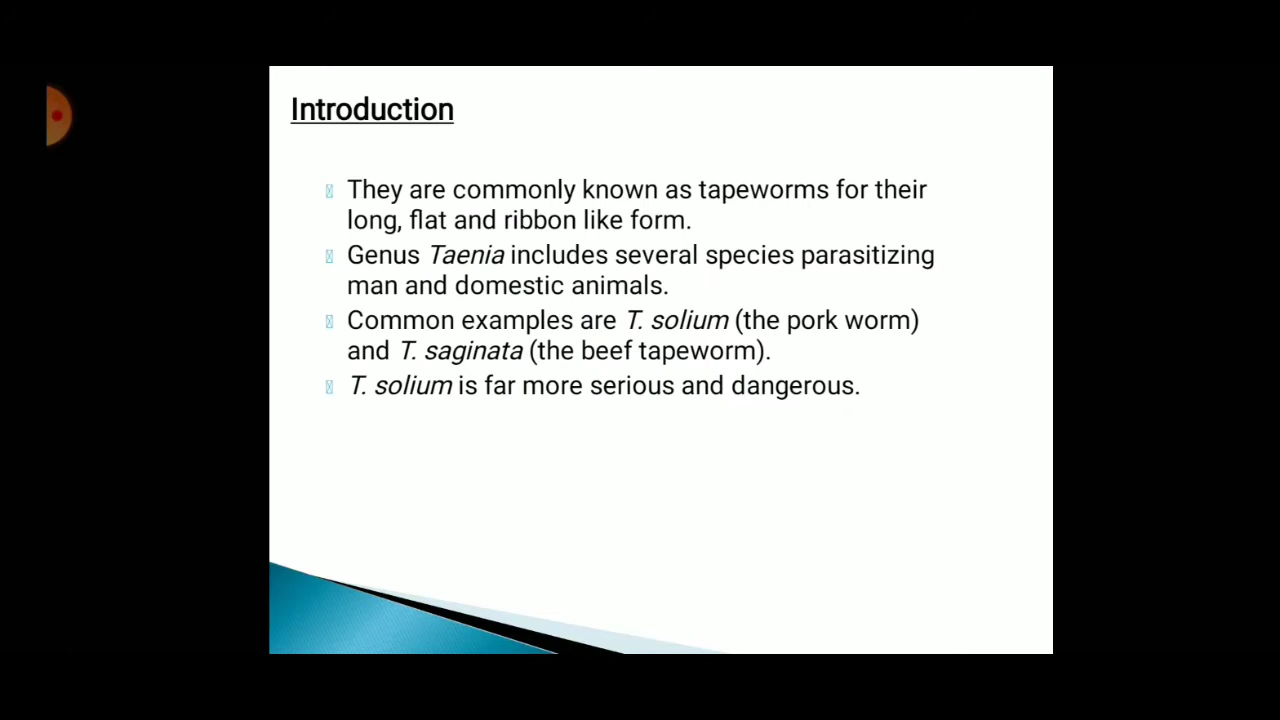 Introduction
They are commonly known as tapeworms for their
long, flat and ribbon like form.
Genus Taenia includes several species parasitizing
man and domestic animals.
Common examples are T. solium (the pork worm)
and T. saginata (the beef tapeworm).
T. solium is far more serious and dangerous.